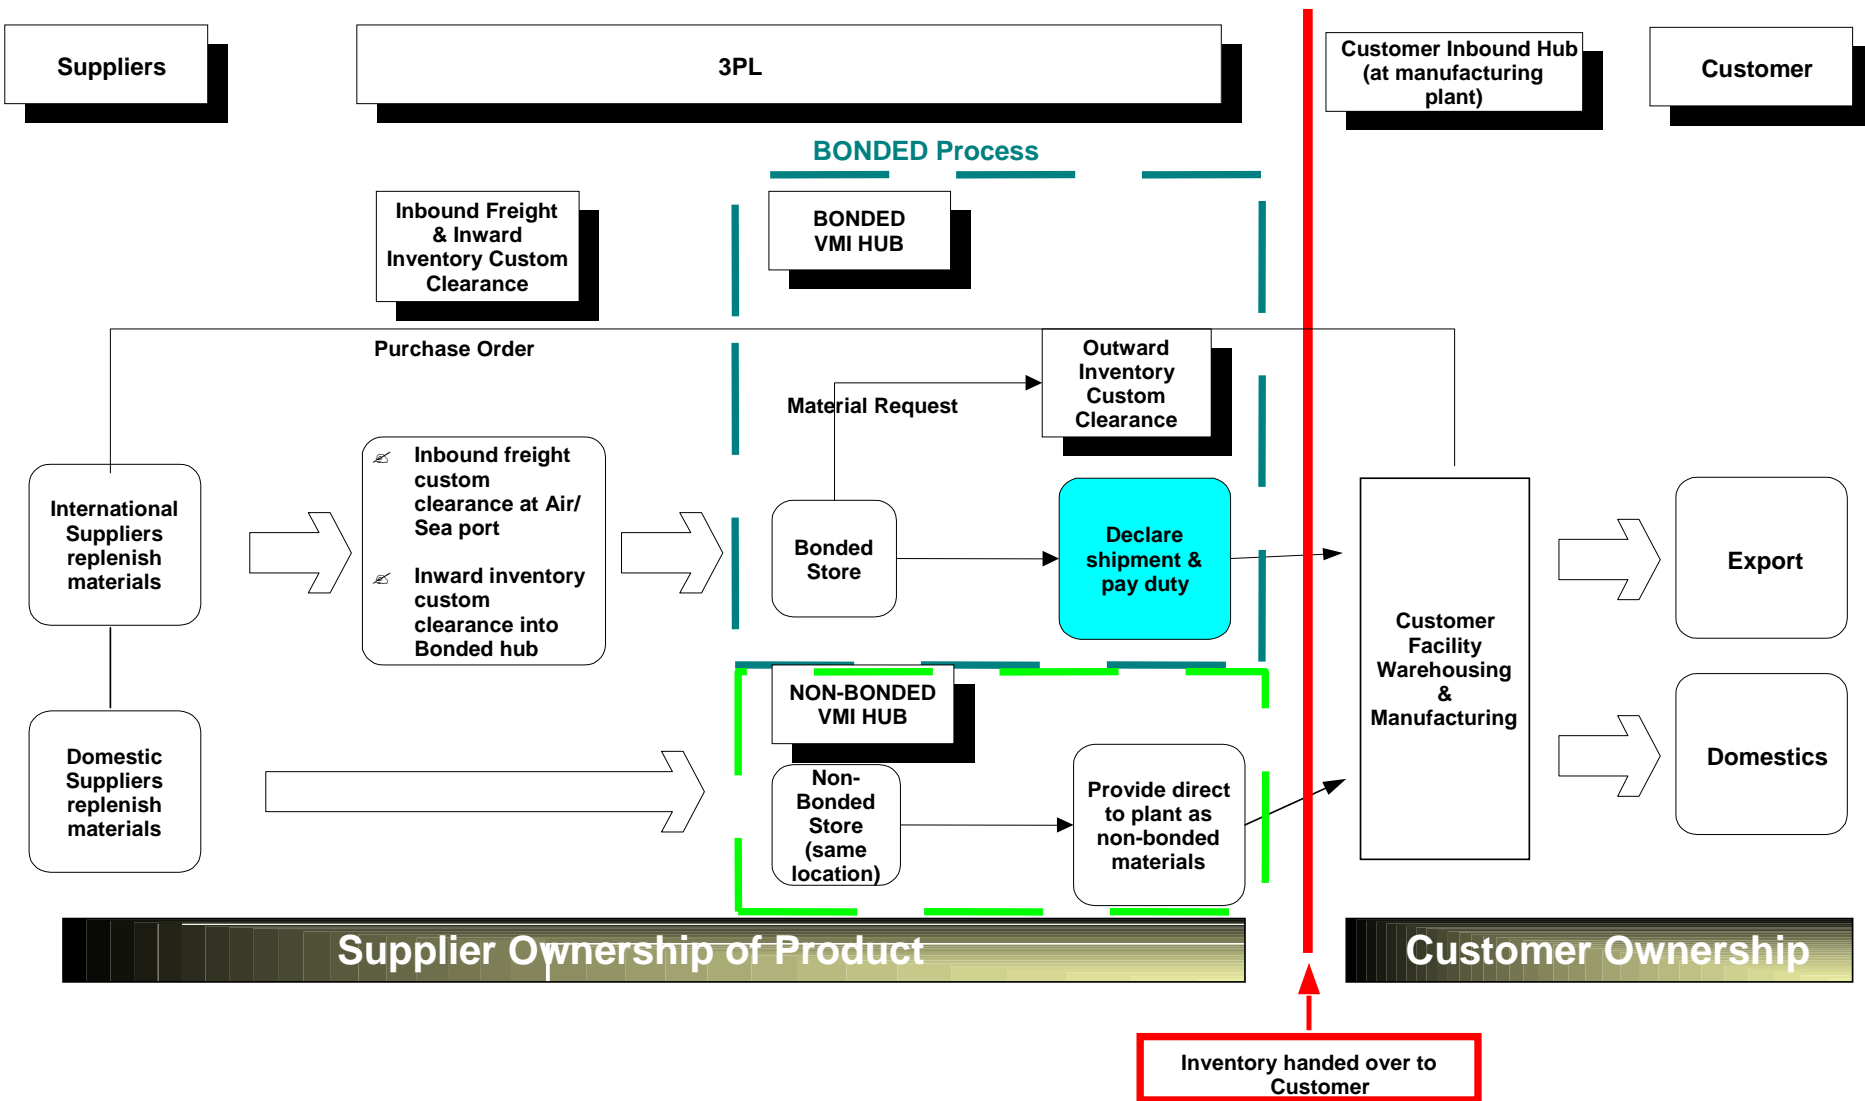 Suppliers
3PL
Customer Inbound Hub
(at manufacturing
plant)
Customer
BONDED Process
Inbound Freight
& Inward
Inventory Custom
Clearance
BONDED
VMI HUB
Purchase Order
Outward
Inventory
Custom
Clearance
Material Request
International
Suppliers
replenish
materials
Inbound freight
custom
clearance at Air/
Sea port
Inward inventory
custom
clearance into
Bonded hub
Bonded
Store
Declare
shipment &
pay duty
Customer
Facility
Warehousing
&
Manufacturing
Export
Domestic
Suppliers
replenish
materials
NON-BONDED
VMI HUB
Non-
Bonded
Store
(same
location)
Provide direct
to plant as
non-bonded
materials
Domestics
Supplier Ownership of Product
Customer Ownership
Inventory handed over to
Customer